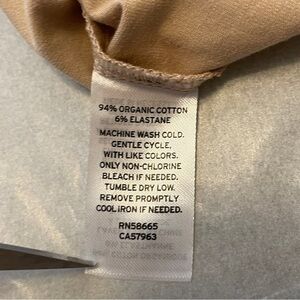 94% ORGANIC COTTON
6% ELASTANE
MACHINE WASH COLD.
GENTLE CYCLE,
WITH LIKE COLORS.
ONLY NON-CHLORINE
BLEACH IF NEEDED.
TUMBLE DRY LOW.
REMOVE PROMPTLY
COOL IRON IF NEEDED.
RN58665
CA57963